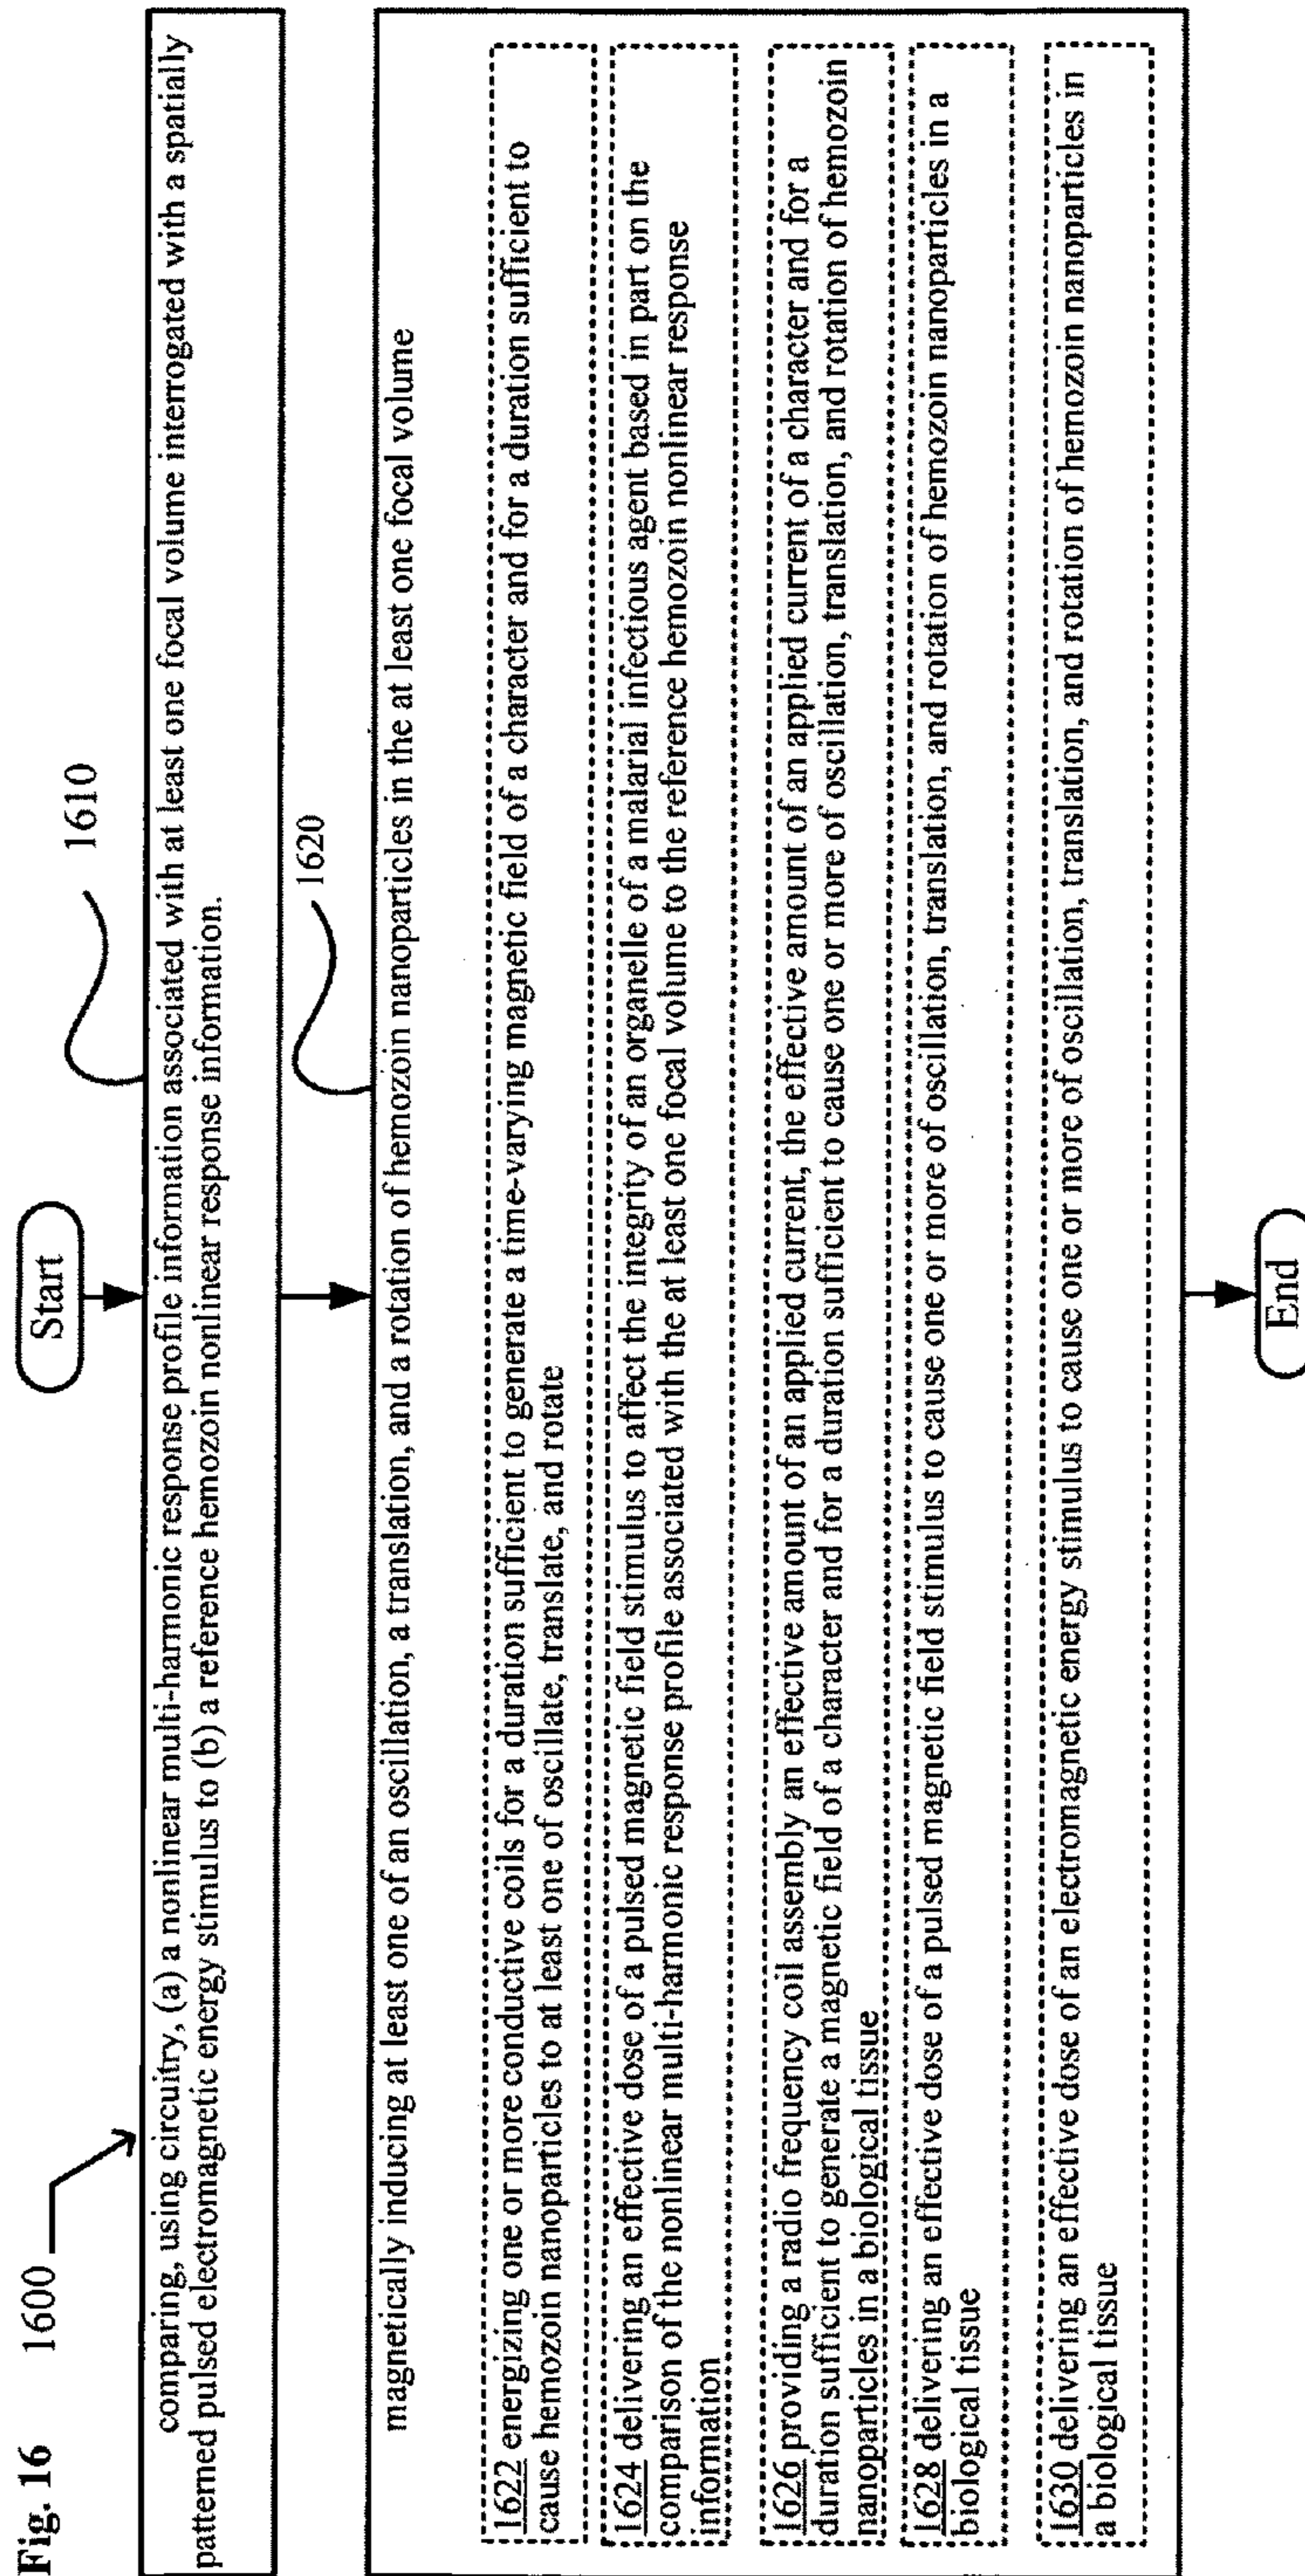 Fig. 16
1600
Start
1610
comparing, using circuitry, (a) a nonlinear multi-harmonic response profile information associated with at least one focal volume interrogated with a spatially
patterned pulsed electromagnetic energy stimulus to (b) a reference hemozoin nonlinear response information.
1620
magnetically inducing at least one of an oscillation, a translation, and a rotation of hemozoin nanoparticles in the at least one focal volume
1622 energizing one or more conductive coils for a duration sufficient to generate a time-varying magnetic field of a character and for a duration sufficient to
cause hemozoin nanoparticles to at least one of oscillate, translate, and rotate
1624 delivering an effective dose of a pulsed magnetic field stimulus to affect the integrity of an organelle of a malarial infectious agent based in part on the
comparison of the nonlinear multi-harmonic response profile associated with the at least one focal volume to the reference hemozoin nonlinear response
information
1626 providing a radio frequency coil assembly an effective amount of an applied current, the effective amount of an applied current of a character and for a
duration sufficient to generate a magnetic field of a character and for a duration sufficient to cause one or more of oscillation, translation, and rotation of hemozoin
nanoparticles in a biological tissue
1628 delivering an effective dose of a pulsed magnetic field stimulus to cause one or more of oscillation, translation, and rotation of hemozoin nanoparticles in a
biological tissue
1630 delivering an effective dose of an electromagnetic energy stimulus to cause one or more of oscillation, translation, and rotation of hemozoin nanoparticles in
a biological tissue
End